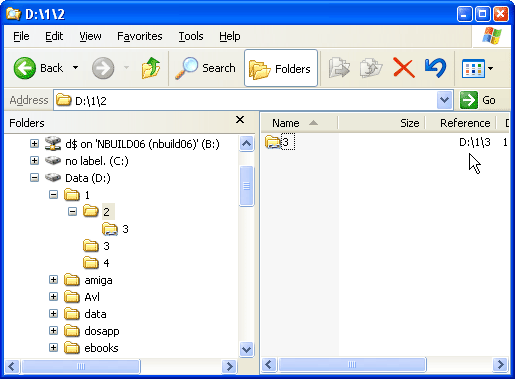 D:\1\2
File Edit View Favorites Tools Help
Back Search Folders
Address D:\1\2 Go
Folders
Name Size Reference D
3 D:\1\3 1
d$ on 'NBUILD06 (nbuild06)' (B:)
no label. (C:)
Data (D:)
1
2
3
3
4
amiga
Avl
data
dosapp
ebooks